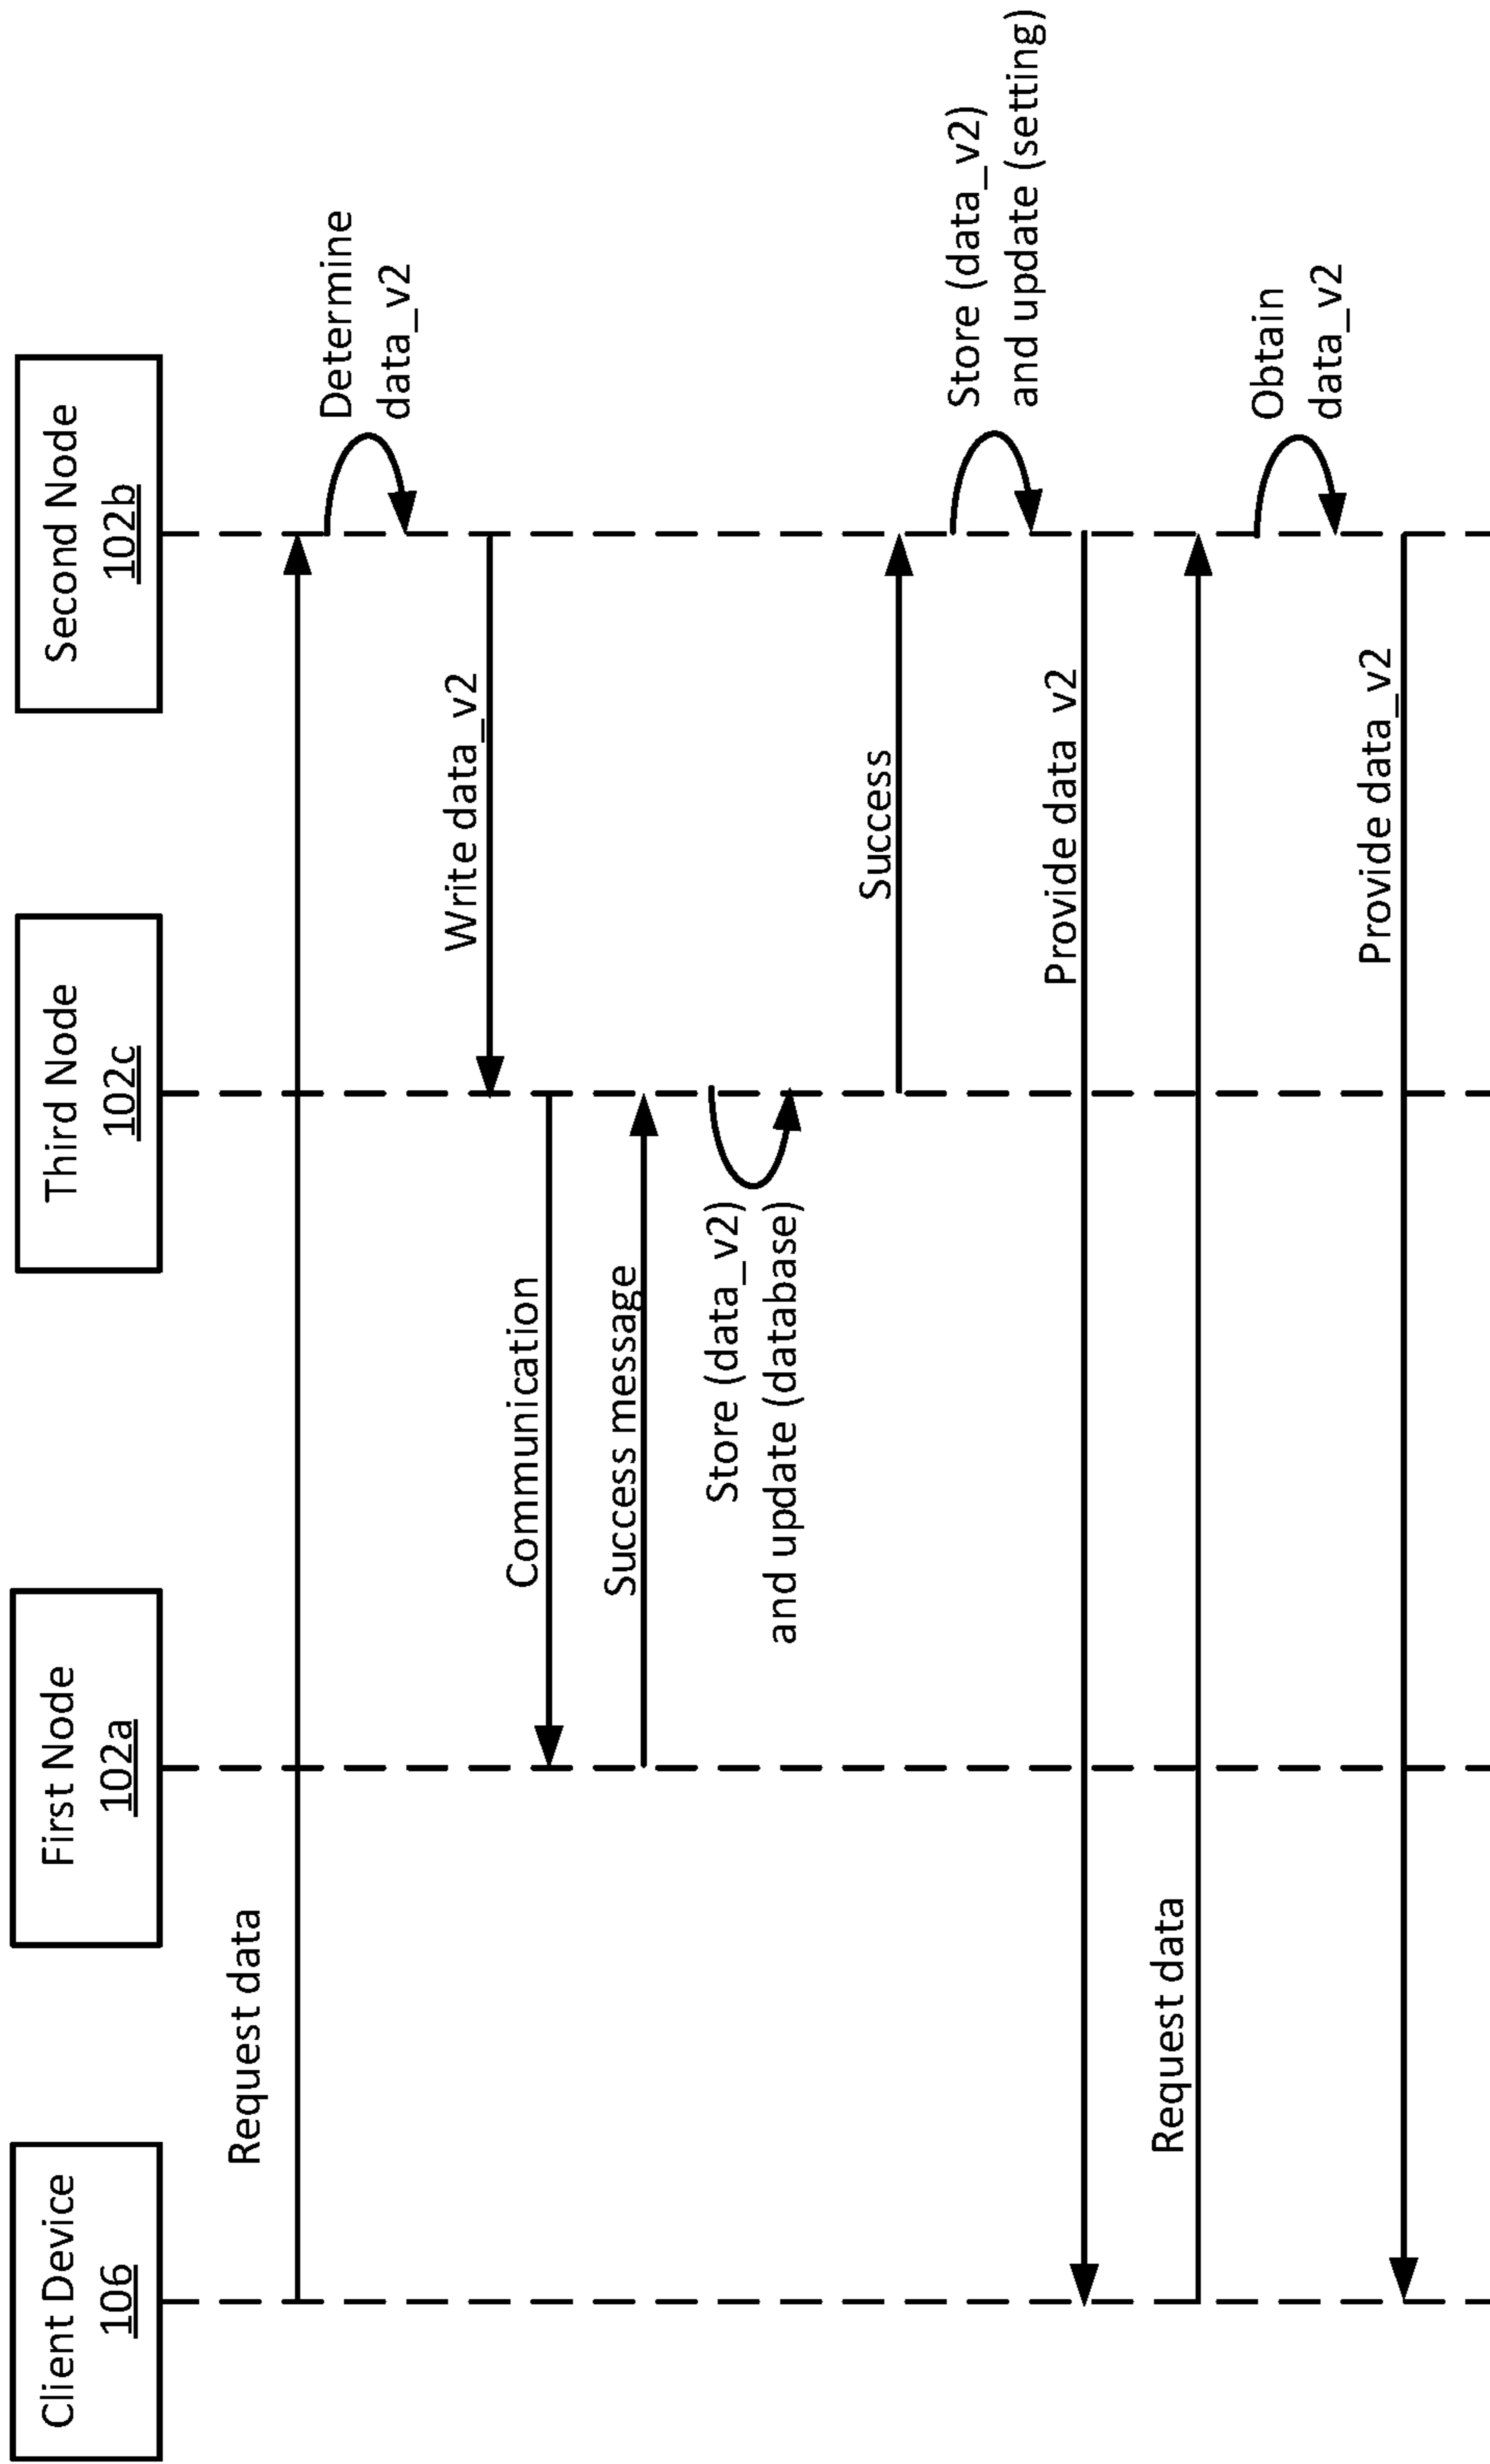 Client Device
106
First Node
102a
Third Node
102c
Second Node
102b
Request data
Determine
data_v2
Write data_v2
Communication
Success message
Store (data_v2)
and update (database)
Success
Store (data_v2)
and update (setting)
Provide data v2
Request data
Obtain
data_v2
Provide data_v2